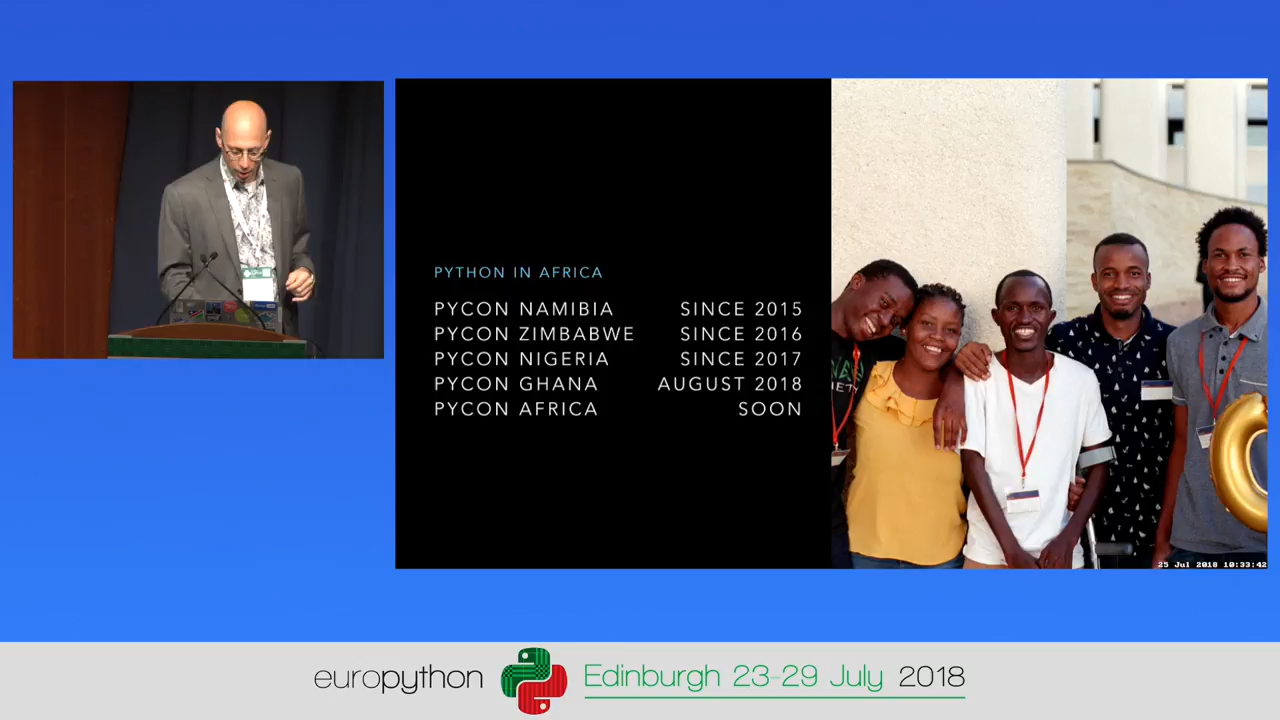 PYTHON IN AFRICA
PYCON NAMIBIA SINCE 2015
PYCON ZIMBABWE SINCE 2016
PYCON NIGERIA SINCE 2017
PYCON GHANA AUGUST 2018
PYCON AFRICA SOON
25 Jul 2018 10:33:42
europython Edinburgh 23-29 July 2018